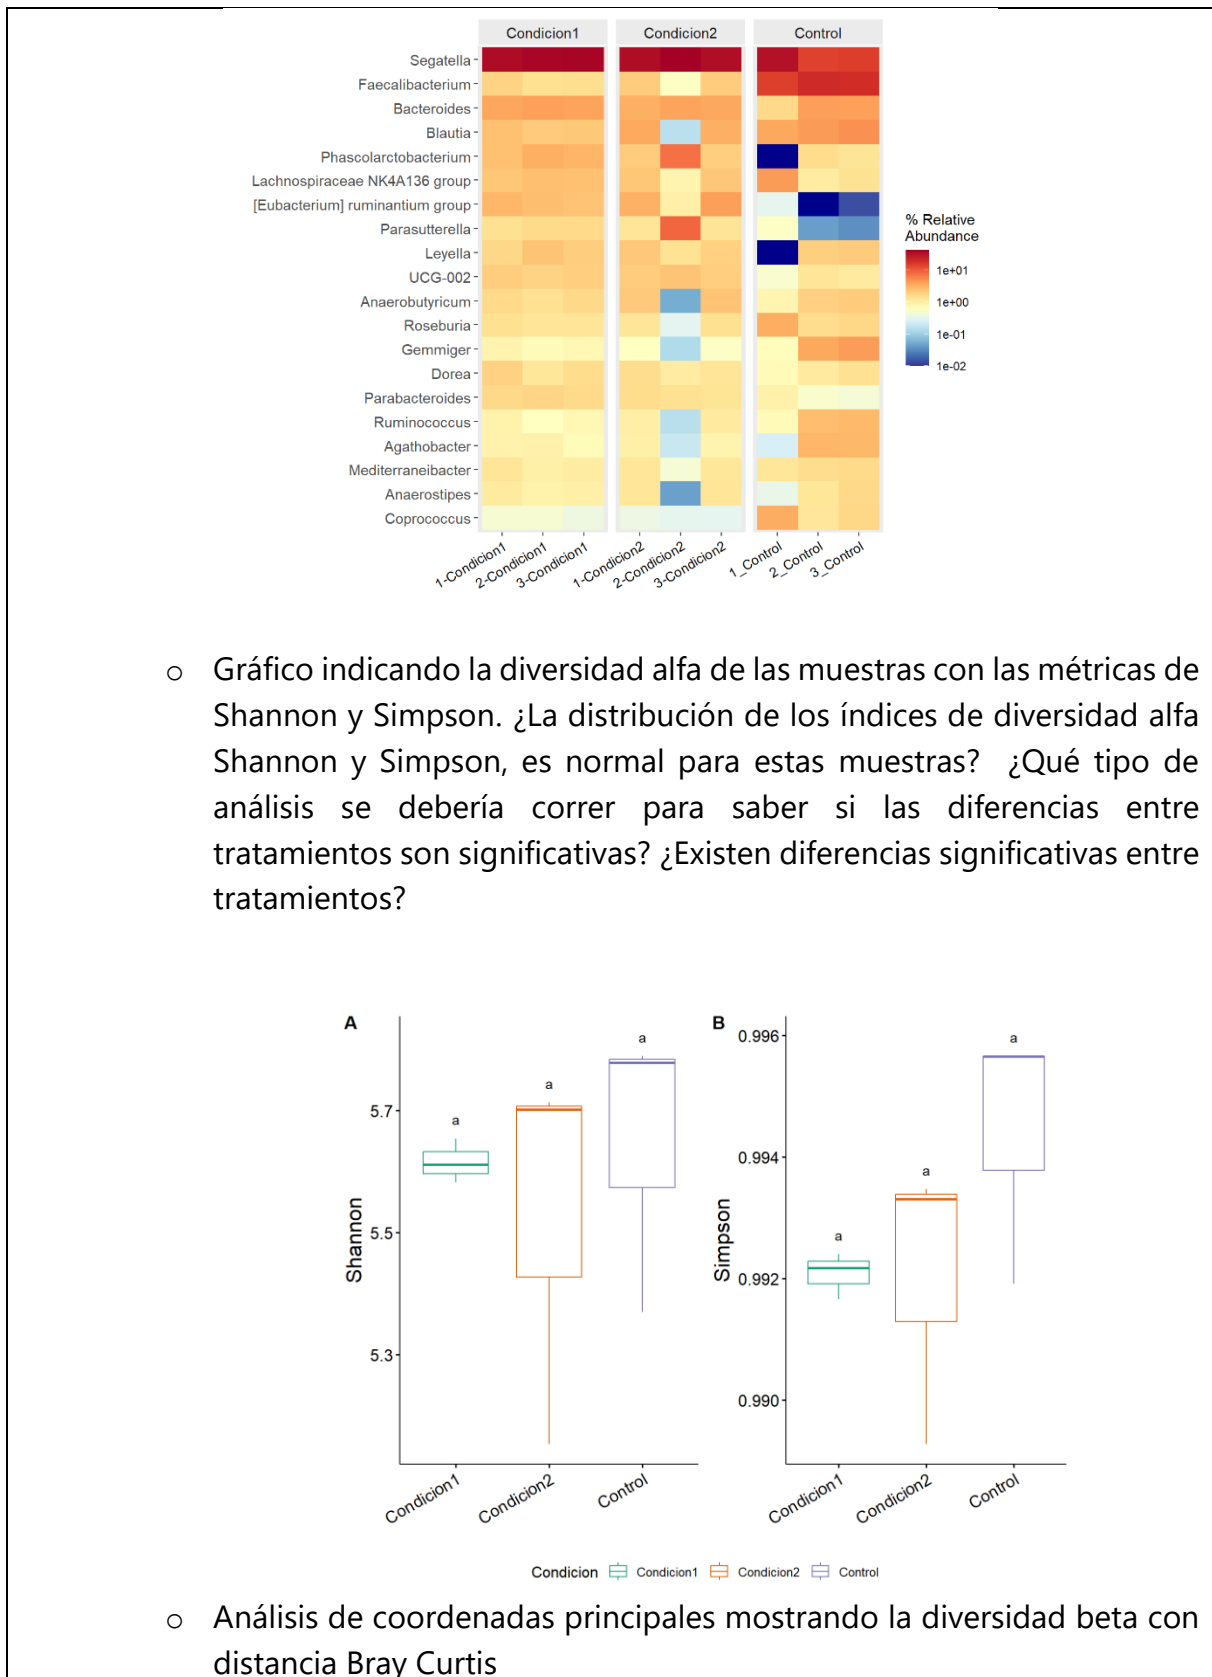 Condicion1 Condicion2 Control
Segatella
Faecalibacterium
Bacteroides
Blautia
Phascolarctobacterium
Lachnospiraceae NK4A136 group
[Eubacterium] ruminantium group
Parasutterella
Leyella
UCG-002
Anaerobutyricum
Roseburia
Gemmiger
Dorea
Parabacteroides
Ruminococcus
Agathobacter
Mediterraneibacter
Anaerostipes
Coprococcus
1-Condicion1 2-Condicion1 3-Condicion1 1-Condicion2 2-Condicion2 3-Condicion2 1_Control 2_Control 3_Control
% Relative
Abundance
1e+01
1e+00
1e-01
1e-02
o Gráfico indicando la diversidad alfa de las muestras con las métricas de
Shannon y Simpson. ¿La distribución de los índices de diversidad alfa
Shannon y Simpson, es normal para estas muestras? ¿Qué tipo de
análisis se debería correr para saber si las diferencias entre
tratamientos son significativas? ¿Existen diferencias significativas entre
tratamientos?
A
Shannon
5.7
5.5
5.3
a a a
Condicion1 Condicion2 Control
B
Simpson
0.996
0.994
0.992
0.990
a a a
Condicion1 Condicion2 Control
Condicion Condicion1 Condicion2 Control
o Análisis de coordenadas principales mostrando la diversidad beta con
distancia Bray Curtis